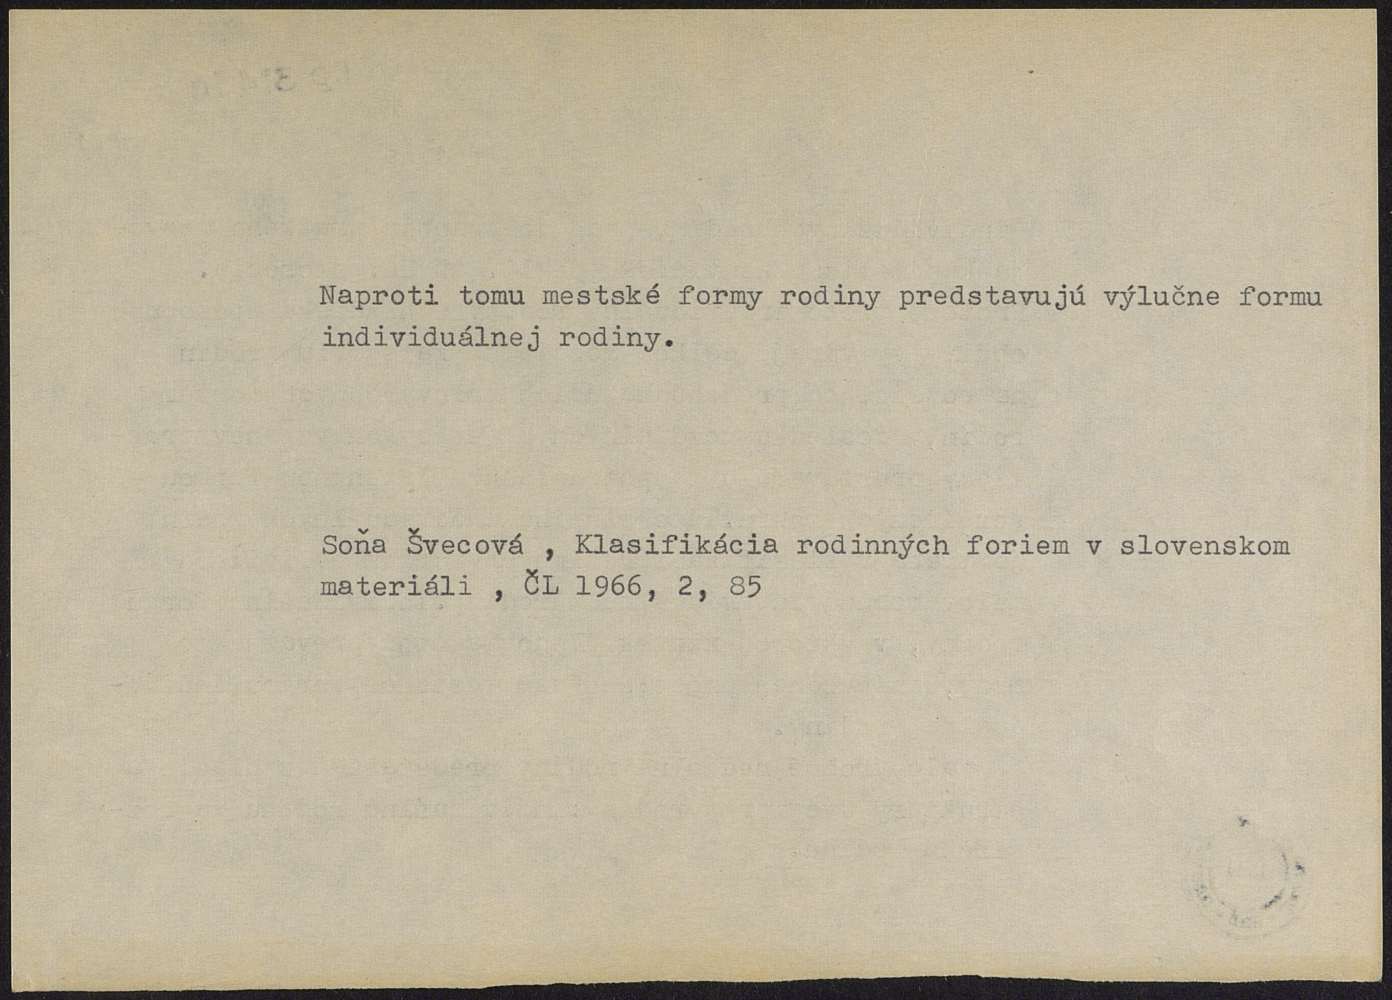 Naproti tomu mestské formy rodiny predstavujú výlučne formu
individuálnej rodiny.
Soňa Švecová , Klasifikácia rodinných foriem v slovenskom
materiáli , ČL 1966, 2, 85